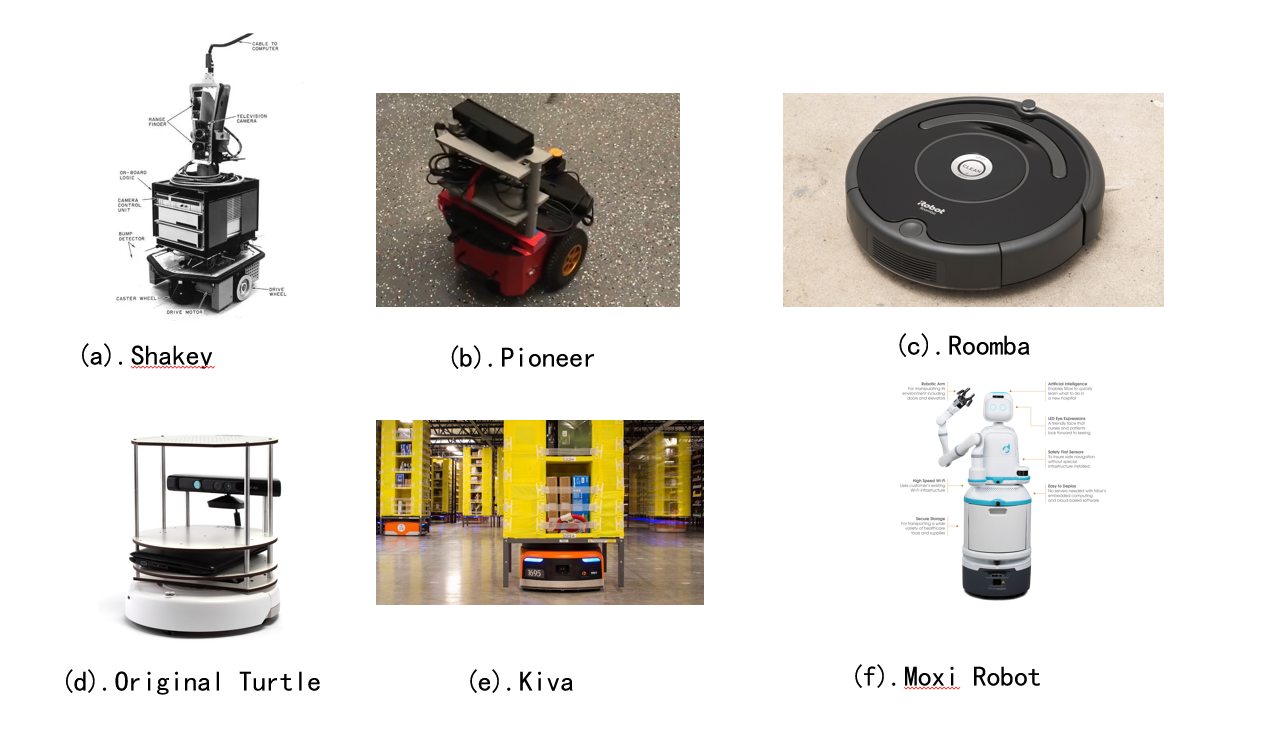 CABLE TO
COMPUTER
RANGE
FINDER
TELEVISION
CAMERA
ON-BOARD
LOGIC
CAMERA
CONTROL
UNIT
BUMP
DETECTOR
CASTER WHEEL
DRIVE MOTOR
DRIVE
WHEEL
CLEAN
iRobot
(a).Shakey
(b).Pioneer
(c).Roomba
Robotic Arm
For manipulating its
environment including
doors and elevators
Artificial Intelligence
Enables Moxi to quickly
learn what to do in
a new hospital
LED Eye Expressions
A friendly face that
nurses and patients
look forward to seeing
Safety First Sensors
To insure safe navigation
without special
infrastructure installed
High Speed Wi-Fi
Uses customer's existing
Wi-Fi infrastructure
Easy to Deploy
No servers needed with Moxi's
embedded computing
and cloud-based software
Secure Storage
For transporting a wide
variety of healthcare
tools and supplies
1695
(d).Original Turtle
(e).Kiva
(f).Moxi Robot